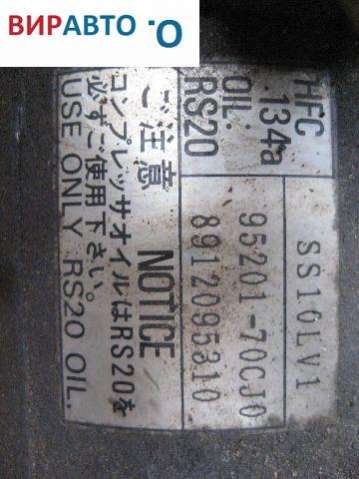 ВИРАВТО
HFC
134a
OIL:
RS20
SS10LV1
95201-70CJ0
8912095310
ご注意
NOTICE
コンプレッサオイルはRS20を
必ずご使用下さい。
USE ONLY RS20 OIL.